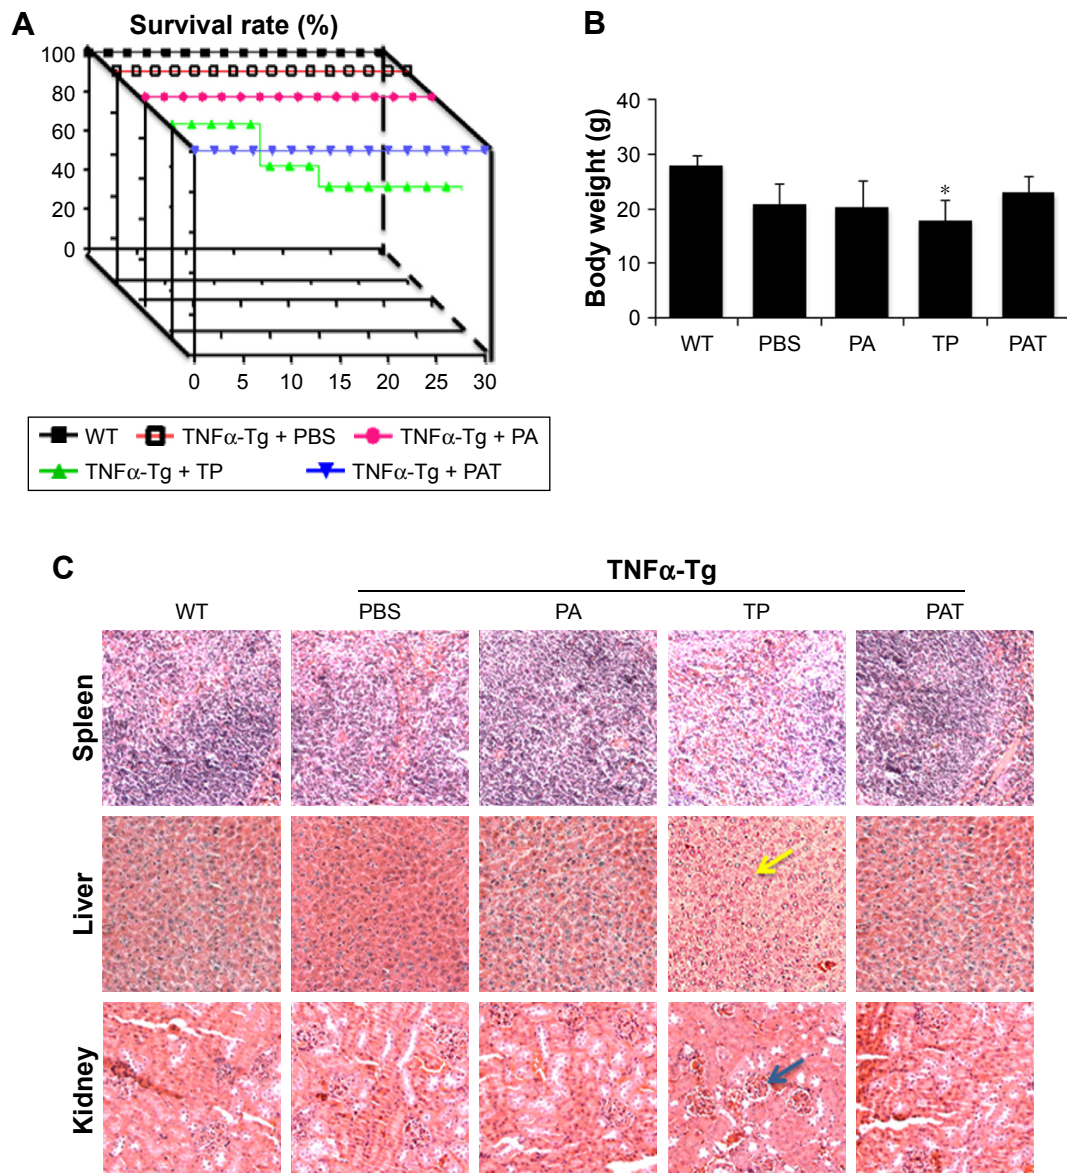 A
Survival rate (%)
100
80
60
40
20
0
0 5 10 15 20 25 30
WT TNFα-Tg + PBS TNFα-Tg + PA
TNFα-Tg + TP TNFα-Tg + PAT
B
Body weight (g)
40
30
20
10
0
*
WT PBS PA TP PAT
C
TNFα-Tg
WT PBS PA TP PAT
Spleen
Liver
Kidney